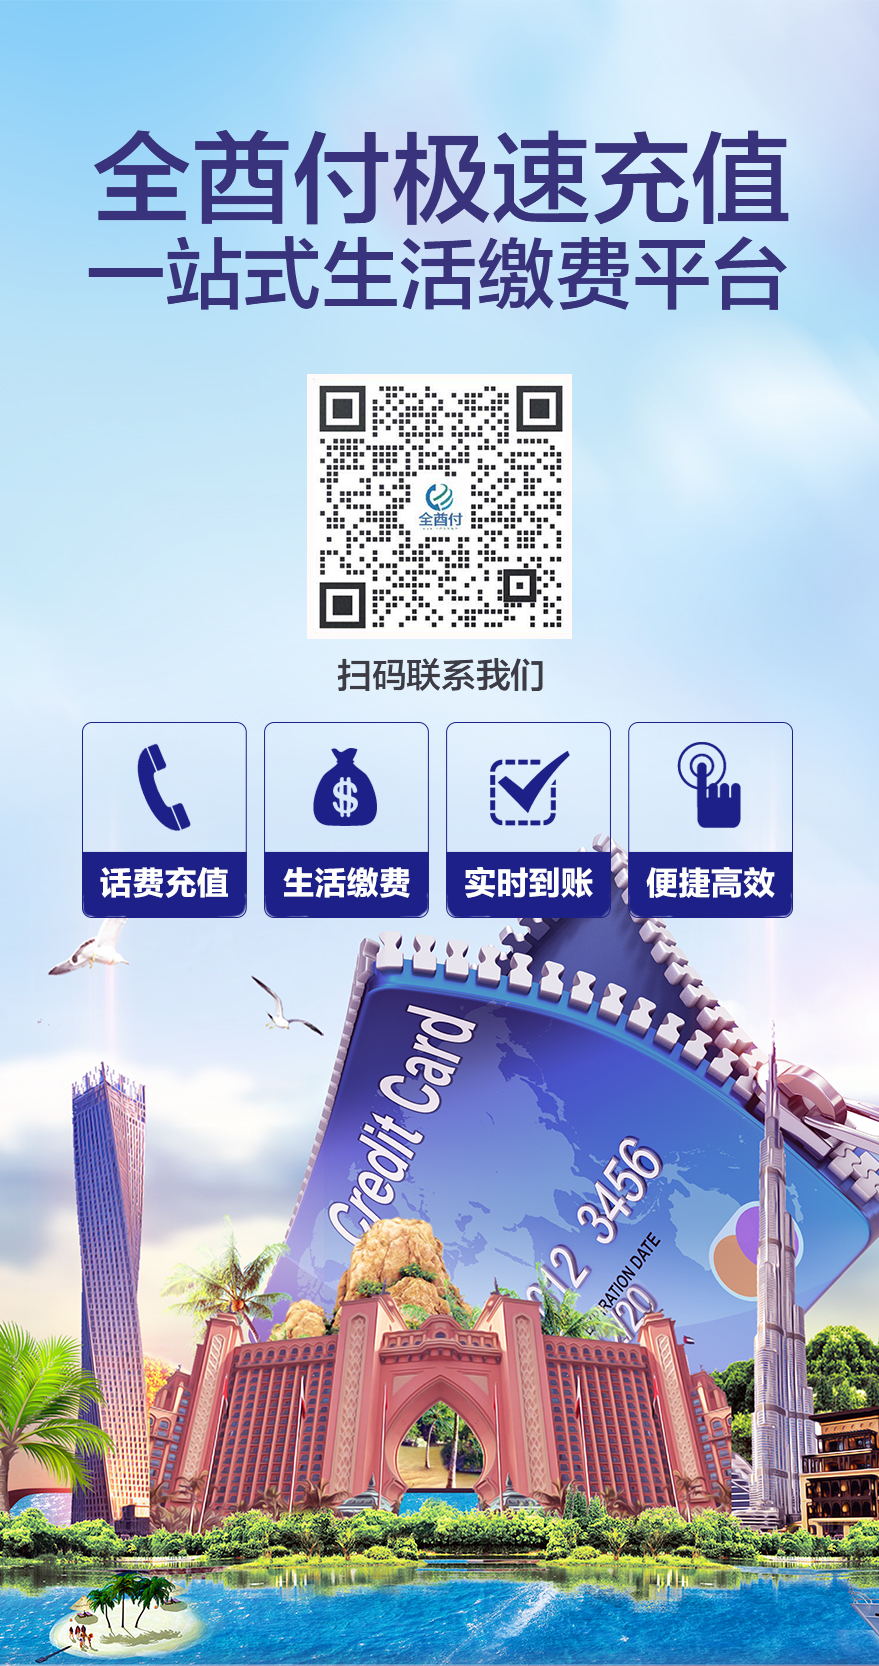 全酋付极速充值
一站式生活缴费平台
全酋付
扫码联系我们
话费充值
生活缴费
实时到账
便捷高效
Credit Card
012 3456
RATION DATE
20